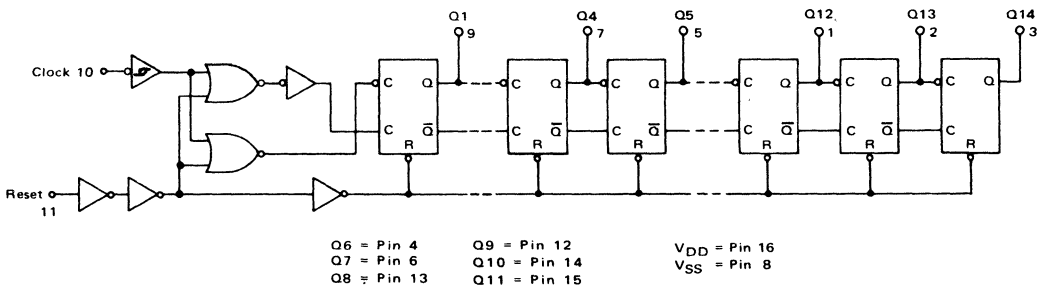 Q1
9
Q4
7
Q5
5
Q12
1
Q13
2
Q14
3
Clock 10
C Q
C Q̅
R
C Q
C Q̅
R
C Q
C Q̅
R
C Q
C Q̅
R
C Q
C Q̅
R
C Q
C
R
Reset
11
Q6 = Pin 4
Q7 = Pin 6
Q8 = Pin 13
Q9 = Pin 12
Q10 = Pin 14
Q11 = Pin 15
VDD = Pin 16
VSS = Pin 8